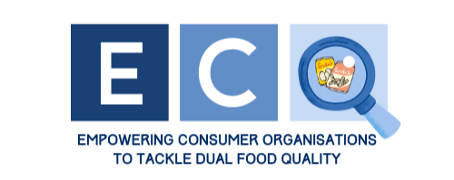 E C
EMPOWERING CONSUMER ORGANISATIONS
TO TACKLE DUAL FOOD QUALITY